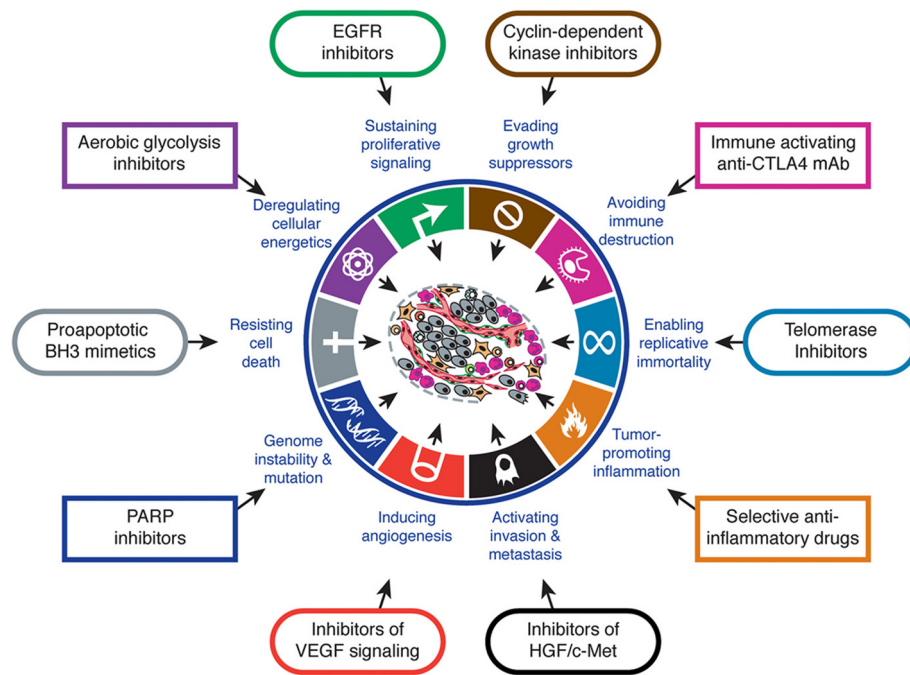 EGFR
inhibitors
Cyclin-dependent
kinase inhibitors
Sustaining
proliferative
signaling
Evading
growth
suppressors
Aerobic glycolysis
inhibitors
Immune activating
anti-CTLA4 mAb
Deregulating
cellular
energetics
Avoiding
immune
destruction
Proapoptotic
BH3 mimetics
Resisting
cell
death
Enabling
replicative
immortality
Telomerase
Inhibitors
Genome
instability &
mutation
Tumor-
promoting
inflammation
PARP
inhibitors
Inducing
angiogenesis
Activating
invasion &
metastasis
Selective anti-
inflammatory drugs
Inhibitors of
VEGF signaling
Inhibitors of
HGF/c-Met